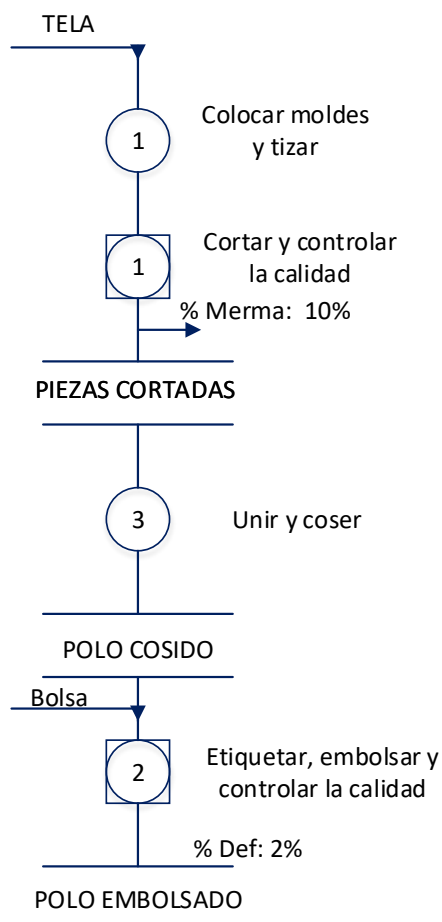 TELA
1
Colocar moldes
y tizar
1
Cortar y controlar
la calidad
% Merma: 10%
PIEZAS CORTADAS
3
Unir y coser
POLO COSIDO
Bolsa
2
Etiquetar, embolsar y
controlar la calidad
% Def: 2%
POLO EMBOLSADO